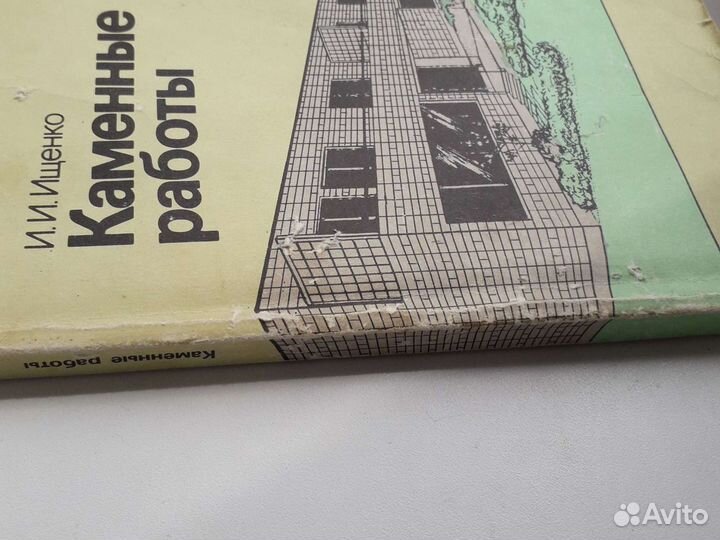 И.И.Ищенко
Каменные
работы
Каменные работы
Avito